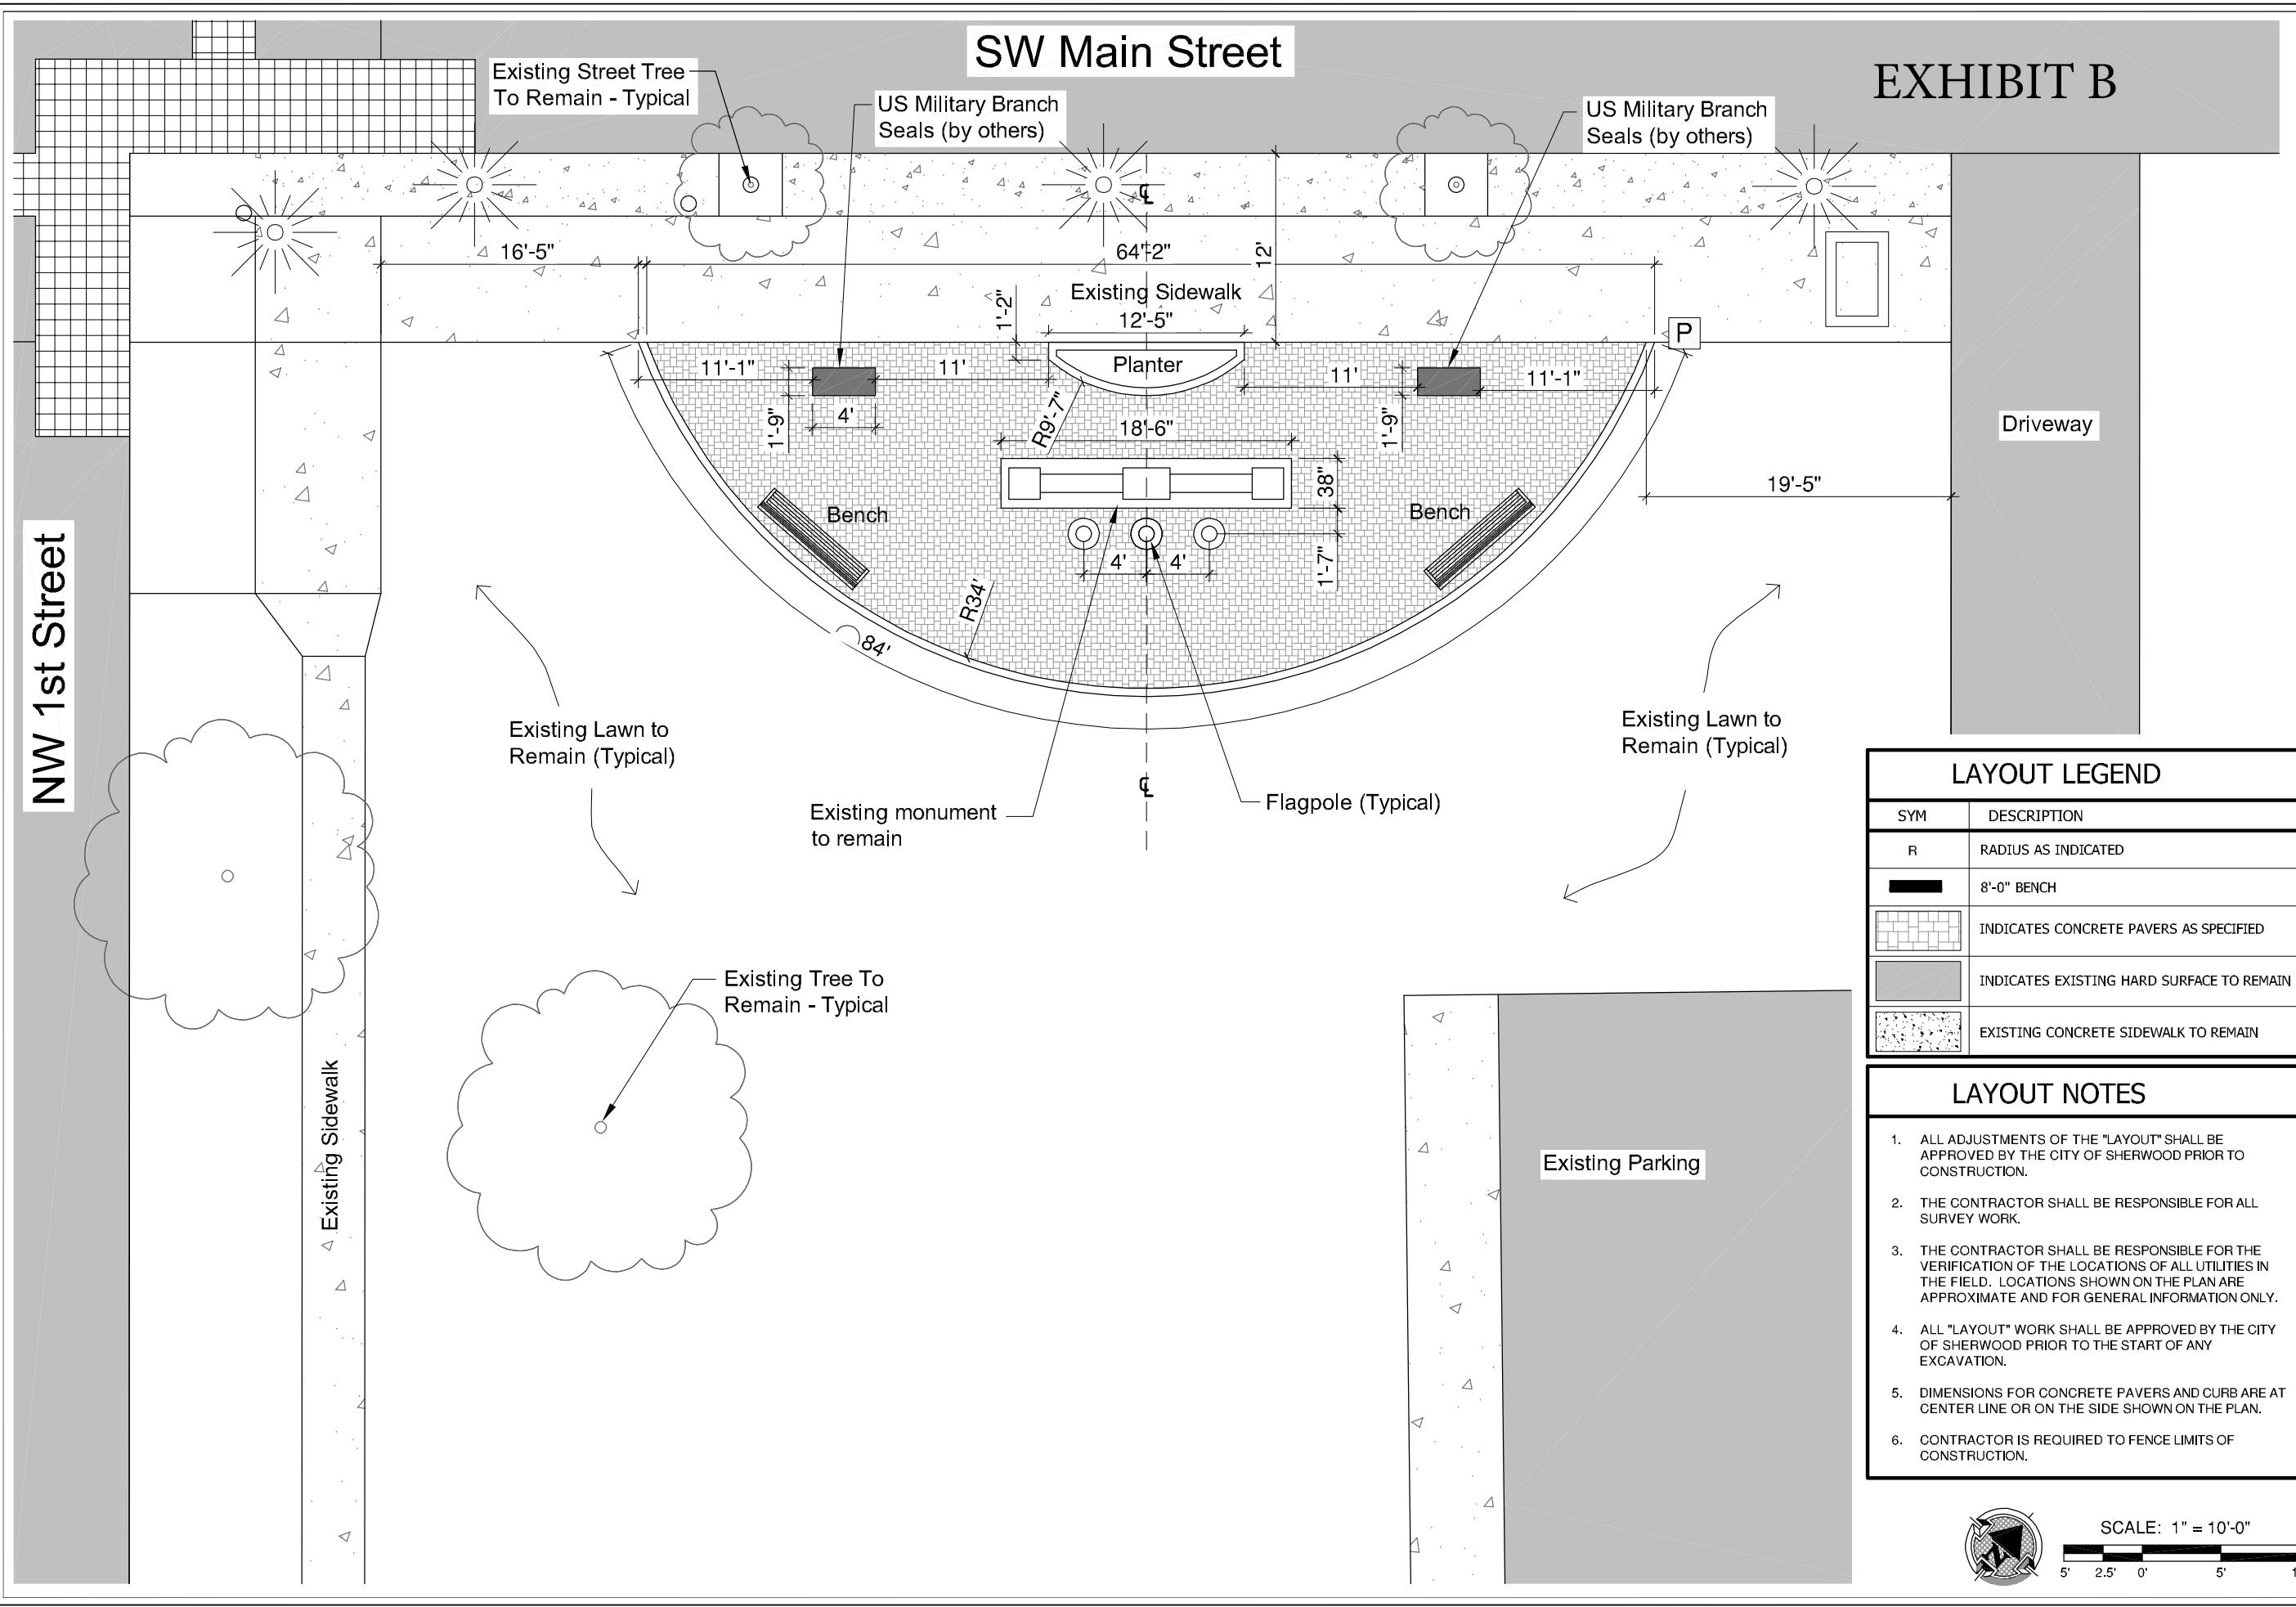 SW Main Street
EXHIBIT B
Existing Street Tree
To Remain - Typical
US Military Branch
Seals (by others)
US Military Branch
Seals (by others)
℄
16'-5"
64'-2"
12'
Existing Sidewalk
1'-2"
12'-5"
P
Planter
11'-1"
11'
11'
11'-1"
1'-9"
4'
R9'-7"
1'-9"
18'-6"
Driveway
38"
19'-5"
Bench
Bench
4'
4'
1'-7"
R34'
84'
NW 1st Street
Existing Lawn to
Remain (Typical)
Existing Lawn to
Remain (Typical)
℄
Existing monument
to remain
Flagpole (Typical)
Existing Tree To
Remain - Typical
Existing Sidewalk
Existing Parking
LAYOUT LEGEND
SYM DESCRIPTION
R RADIUS AS INDICATED
8'-0" BENCH
INDICATES CONCRETE PAVERS AS SPECIFIED
INDICATES EXISTING HARD SURFACE TO REMAIN
EXISTING CONCRETE SIDEWALK TO REMAIN
LAYOUT NOTES
1. ALL ADJUSTMENTS OF THE "LAYOUT" SHALL BE
APPROVED BY THE CITY OF SHERWOOD PRIOR TO
CONSTRUCTION.
2. THE CONTRACTOR SHALL BE RESPONSIBLE FOR ALL
SURVEY WORK.
3. THE CONTRACTOR SHALL BE RESPONSIBLE FOR THE
VERIFICATION OF THE LOCATIONS OF ALL UTILITIES IN
THE FIELD. LOCATIONS SHOWN ON THE PLAN ARE
APPROXIMATE AND FOR GENERAL INFORMATION ONLY.
4. ALL "LAYOUT" WORK SHALL BE APPROVED BY THE CITY
OF SHERWOOD PRIOR TO THE START OF ANY
EXCAVATION.
5. DIMENSIONS FOR CONCRETE PAVERS AND CURB ARE AT
CENTER LINE OR ON THE SIDE SHOWN ON THE PLAN.
6. CONTRACTOR IS REQUIRED TO FENCE LIMITS OF
CONSTRUCTION.
N
SCALE: 1" = 10'-0"
5' 2.5' 0' 5'